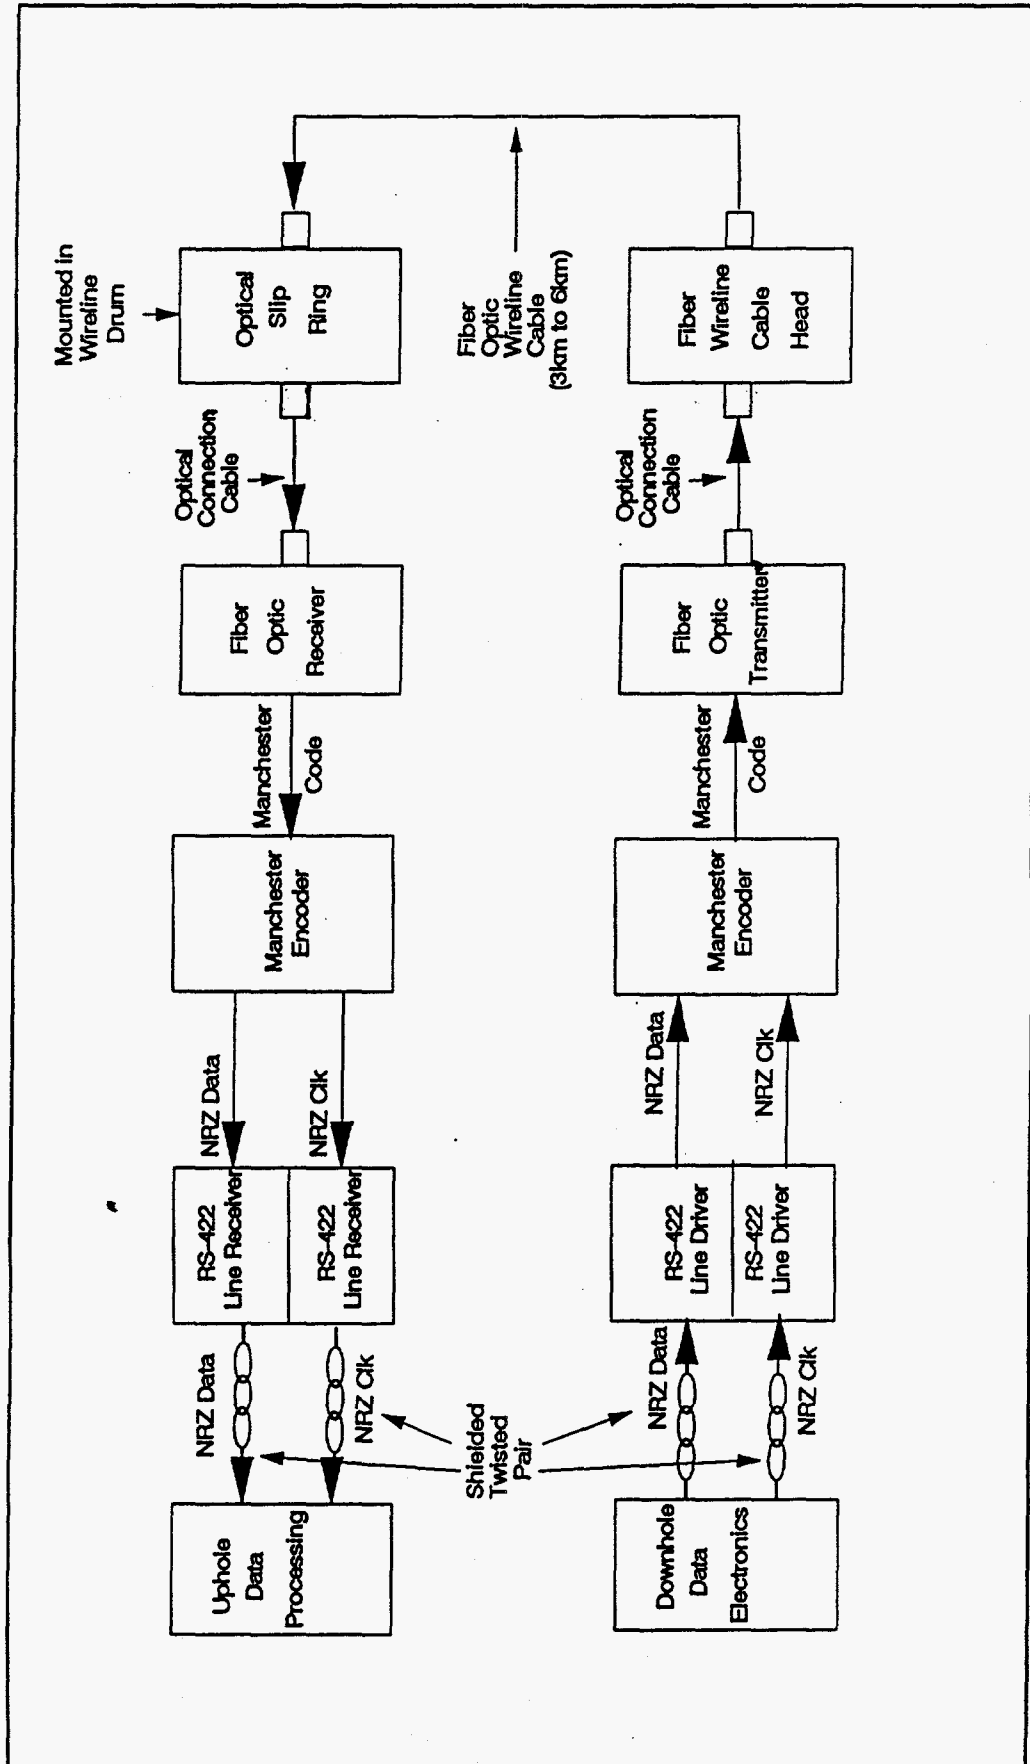 Mounted in
Wireline
Drum
Uphole
Data
Processing
NRZ Data
NRZ Clk
RS-422
Line Receiver
RS-422
Line Receiver
NRZ Data
NRZ Clk
Manchester
Encoder
Manchester
Code
Fiber
Optic
Receiver
Optical
Connection
Cable
Optical
Slip
Ring
Shielded
Twisted
Pair
Fiber
Optic
Wireline
Cable
(3km to 6km)
Downhole
Data
Electronics
NRZ Data
NRZ Clk
RS-422
Line Driver
RS-422
Line Driver
NRZ Data
NRZ Clk
Manchester
Encoder
Manchester
Code
Fiber
Optic
Transmitter
Optical
Connection
Cable
Fiber
Wireline
Cable
Head